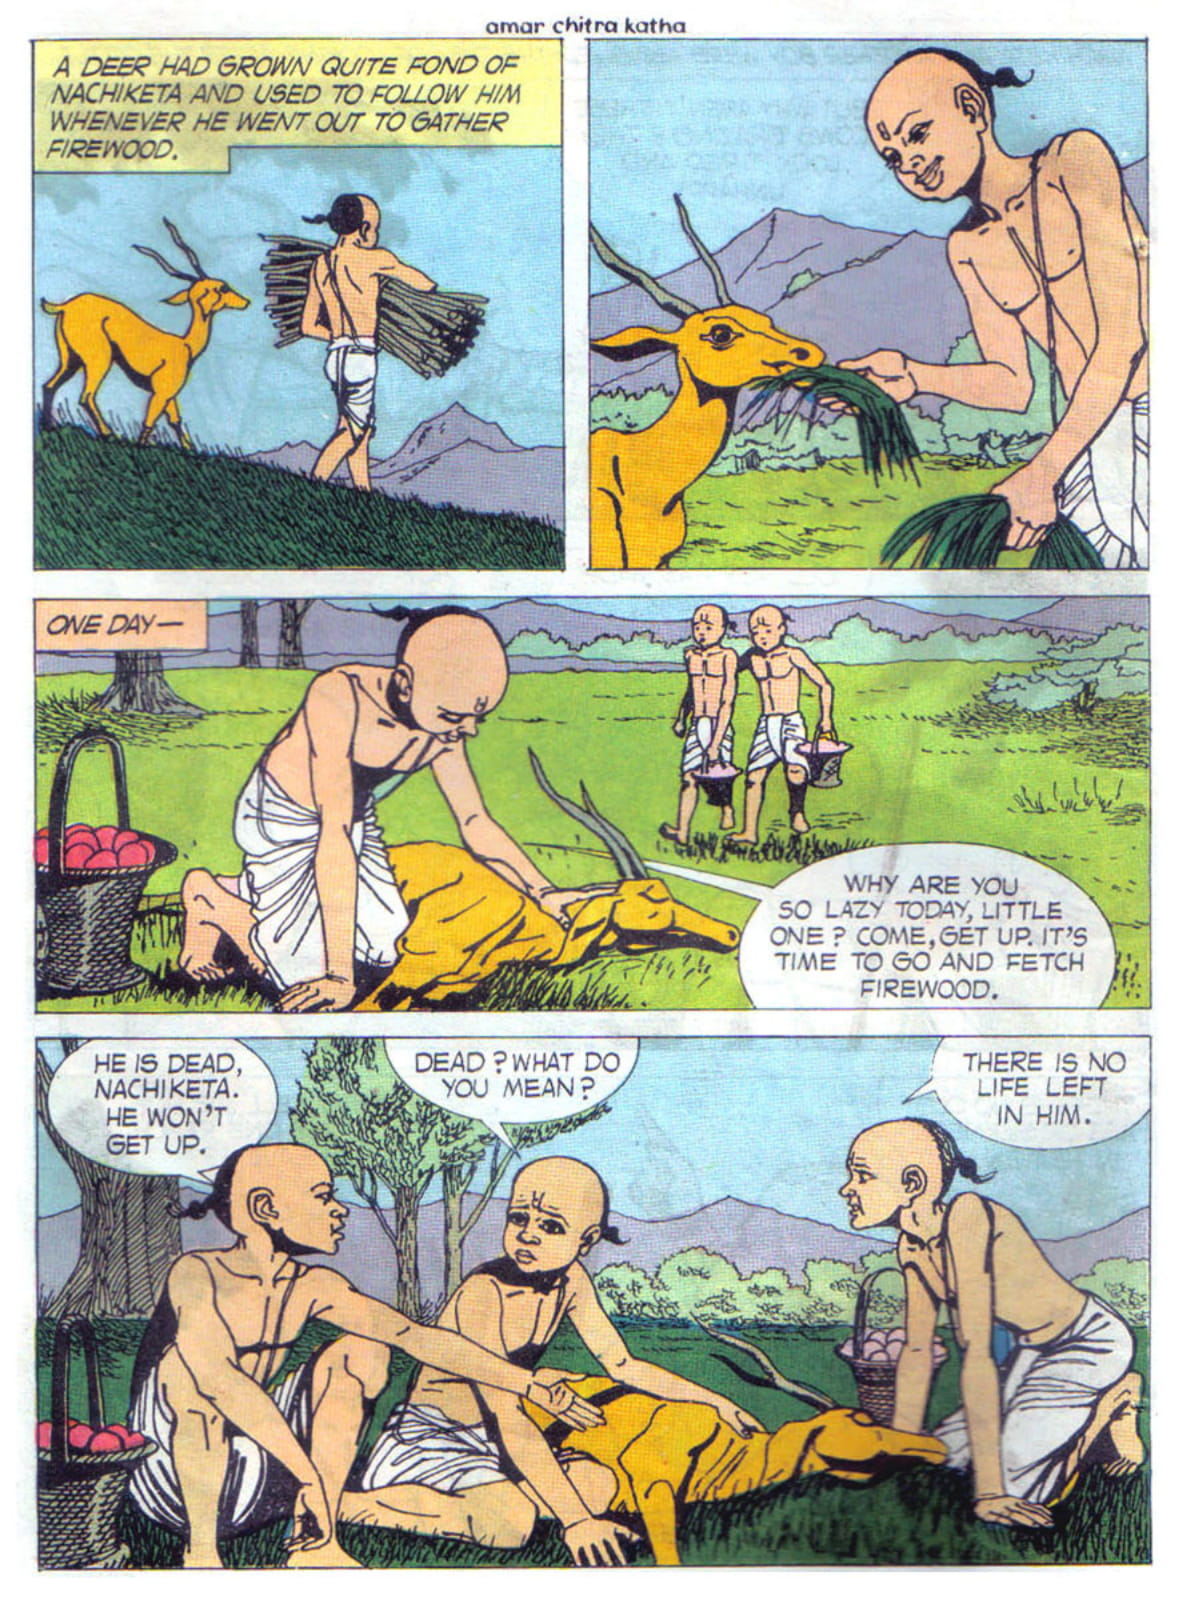 amar chitra katha
A DEER HAD GROWN QUITE FOND OF
NACHIKETA AND USED TO FOLLOW HIM
WHENEVER HE WENT OUT TO GATHER
FIREWOOD.
ONE DAY—
WHY ARE YOU
SO LAZY TODAY, LITTLE
ONE? COME, GET UP. IT'S
TIME TO GO AND FETCH
FIREWOOD.
HE IS DEAD,
NACHIKETA.
HE WON'T
GET UP.
DEAD? WHAT DO
YOU MEAN?
THERE IS NO
LIFE LEFT
IN HIM.